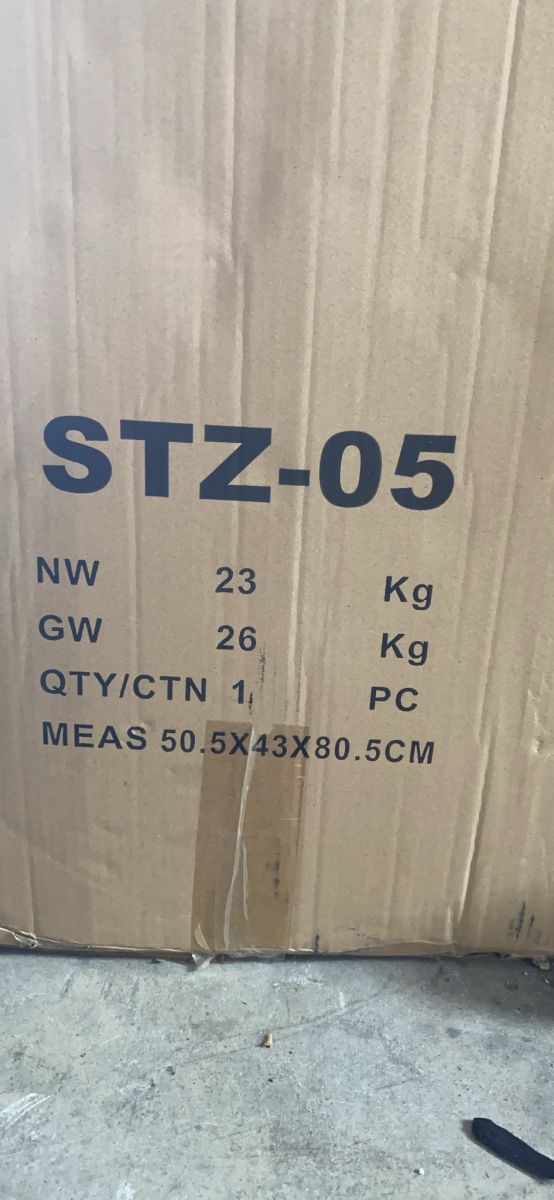 STZ-05
NW 23 Kg
GW 26 Kg
QTY/CTN 1 PC
MEAS 50.5X43X80.5CM